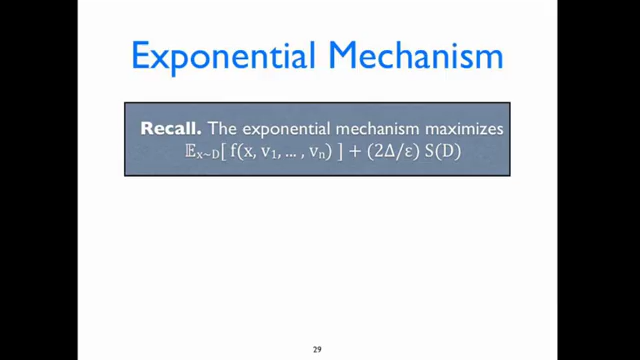 Exponential Mechanism
Recall. The exponential mechanism maximizes
𝔼ₓ~D[ f(x, v₁, ... , vₙ) ] + (2Δ/ε) S(D)
29